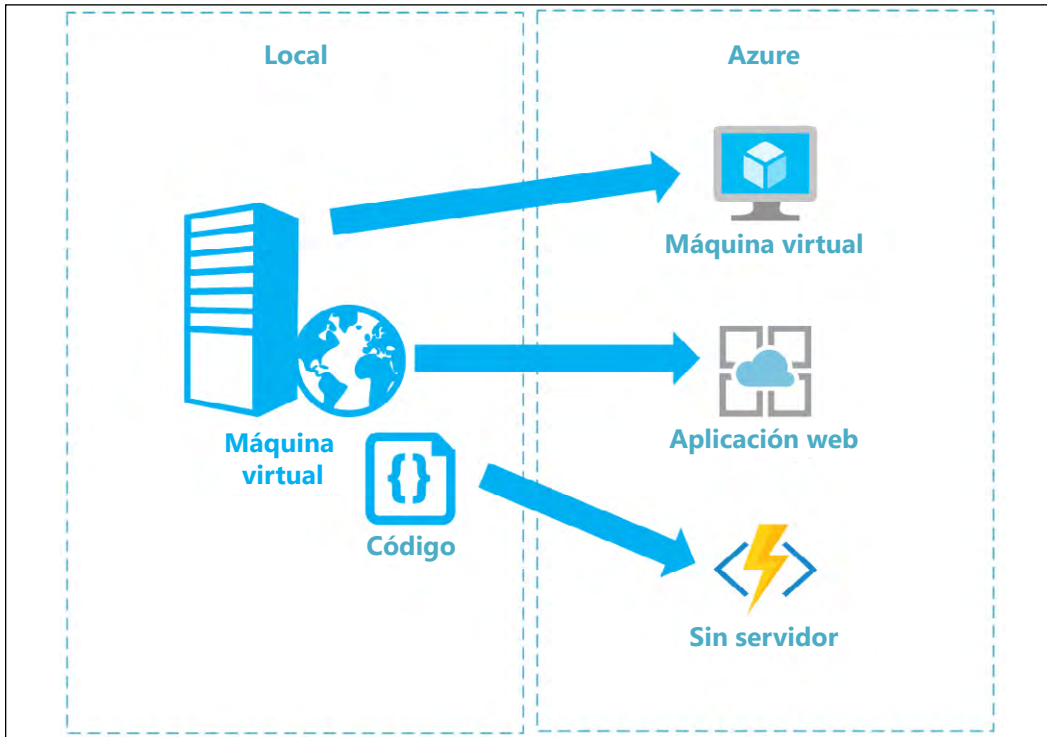 Local
Azure
Máquina virtual
Aplicación web
Máquina
virtual
{}
Código
Sin servidor